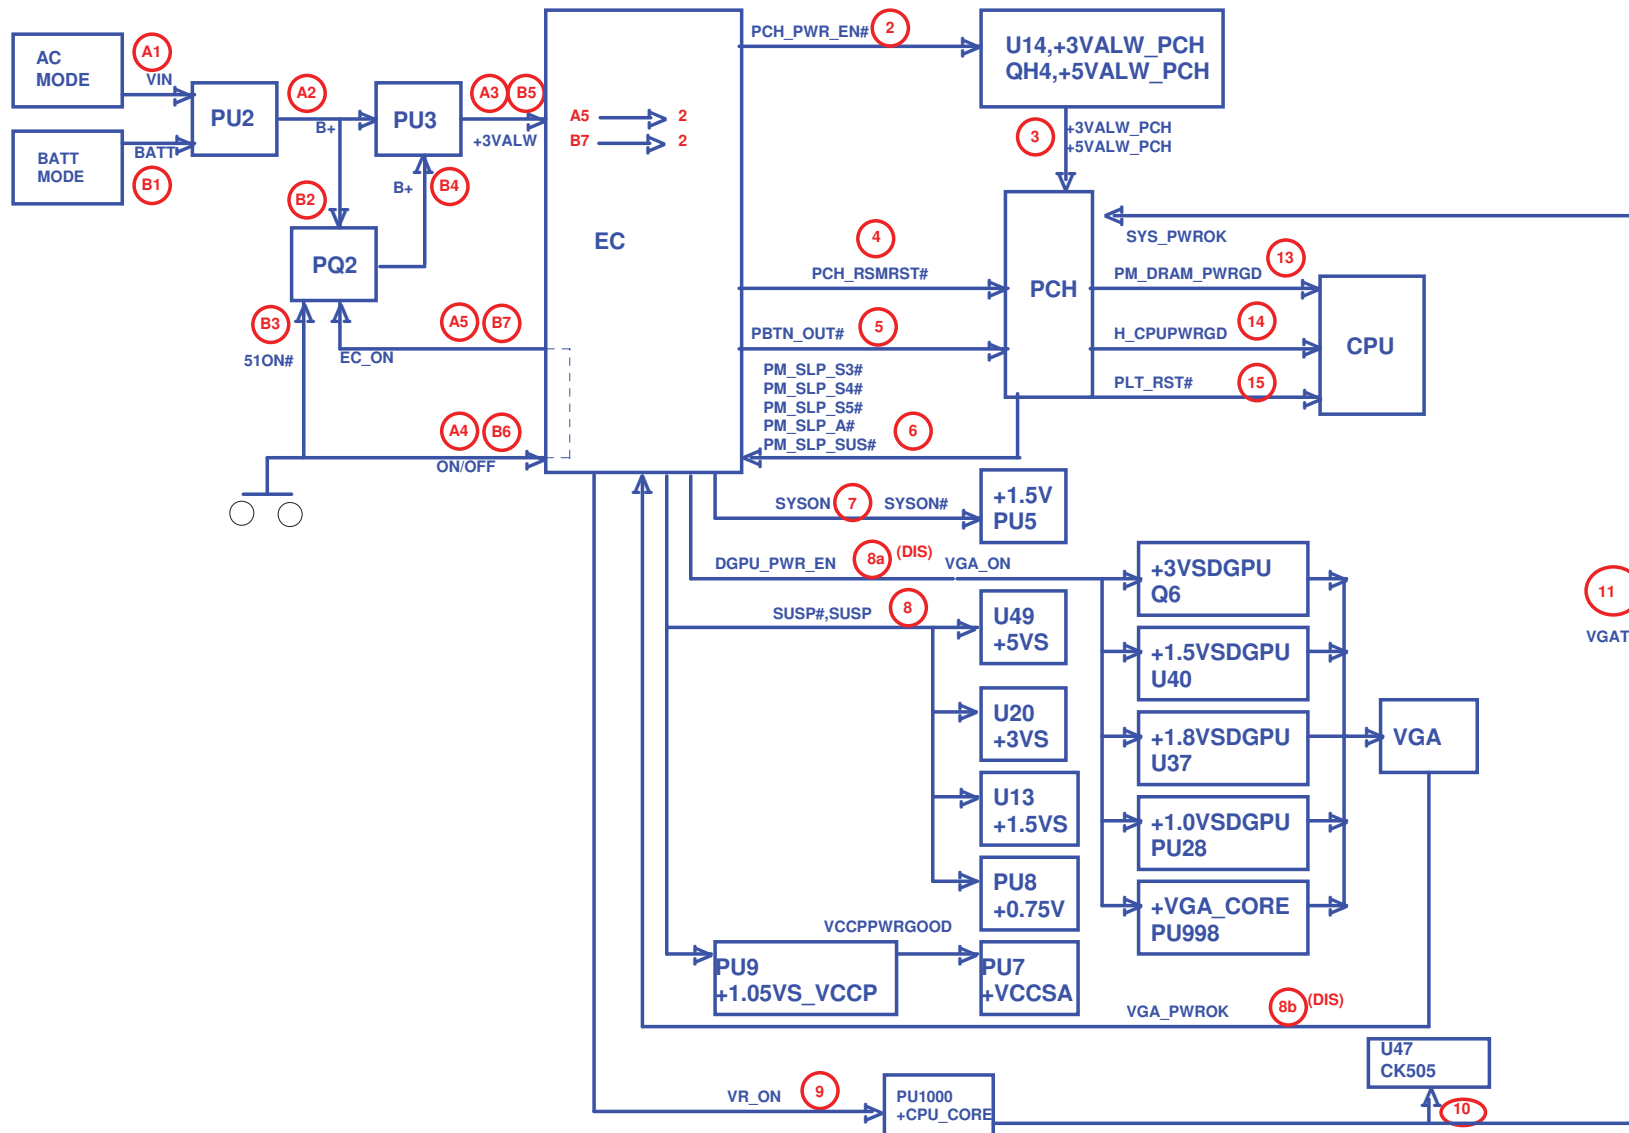 AC
MODE
A1
VIN
BATT
MODE
BATT
B1
PU2
A2
B+
PU3
A3
B5
+3VALW
B2
B+
B4
PQ2
B3
51ON#
A5
B7
EC_ON
A4
B6
ON/OFF
A5
2
B7
2
EC
PCH_PWR_EN#
2
U14,+3VALW_PCH
QH4,+5VALW_PCH
3
+3VALW_PCH
+5VALW_PCH
4
PCH_RSMRST#
PCH
SYS_PWROK
PM_DRAM_PWRGD
13
PBTN_OUT#
5
H_CPUPWRGD
14
CPU
PLT_RST#
15
PM_SLP_S3#
PM_SLP_S4#
PM_SLP_S5#
PM_SLP_A#
PM_SLP_SUS#
6
SYSON
7
SYSON#
+1.5V
PU5
DGPU_PWR_EN
8a
(DIS)
VGA_ON
+3VSDGPU
Q6
11
VGAT
SUSP#,SUSP
8
U49
+5VS
+1.5VSDGPU
U40
U20
+3VS
+1.8VSDGPU
U37
VGA
U13
+1.5VS
+1.0VSDGPU
PU28
PU8
+0.75V
+VGA_CORE
PU998
VCCPPWRGOOD
PU9
+1.05VS_VCCP
PU7
+VCCSA
VGA_PWROK
8b
(DIS)
U47
CK505
VR_ON
9
PU1000
+CPU_CORE
10